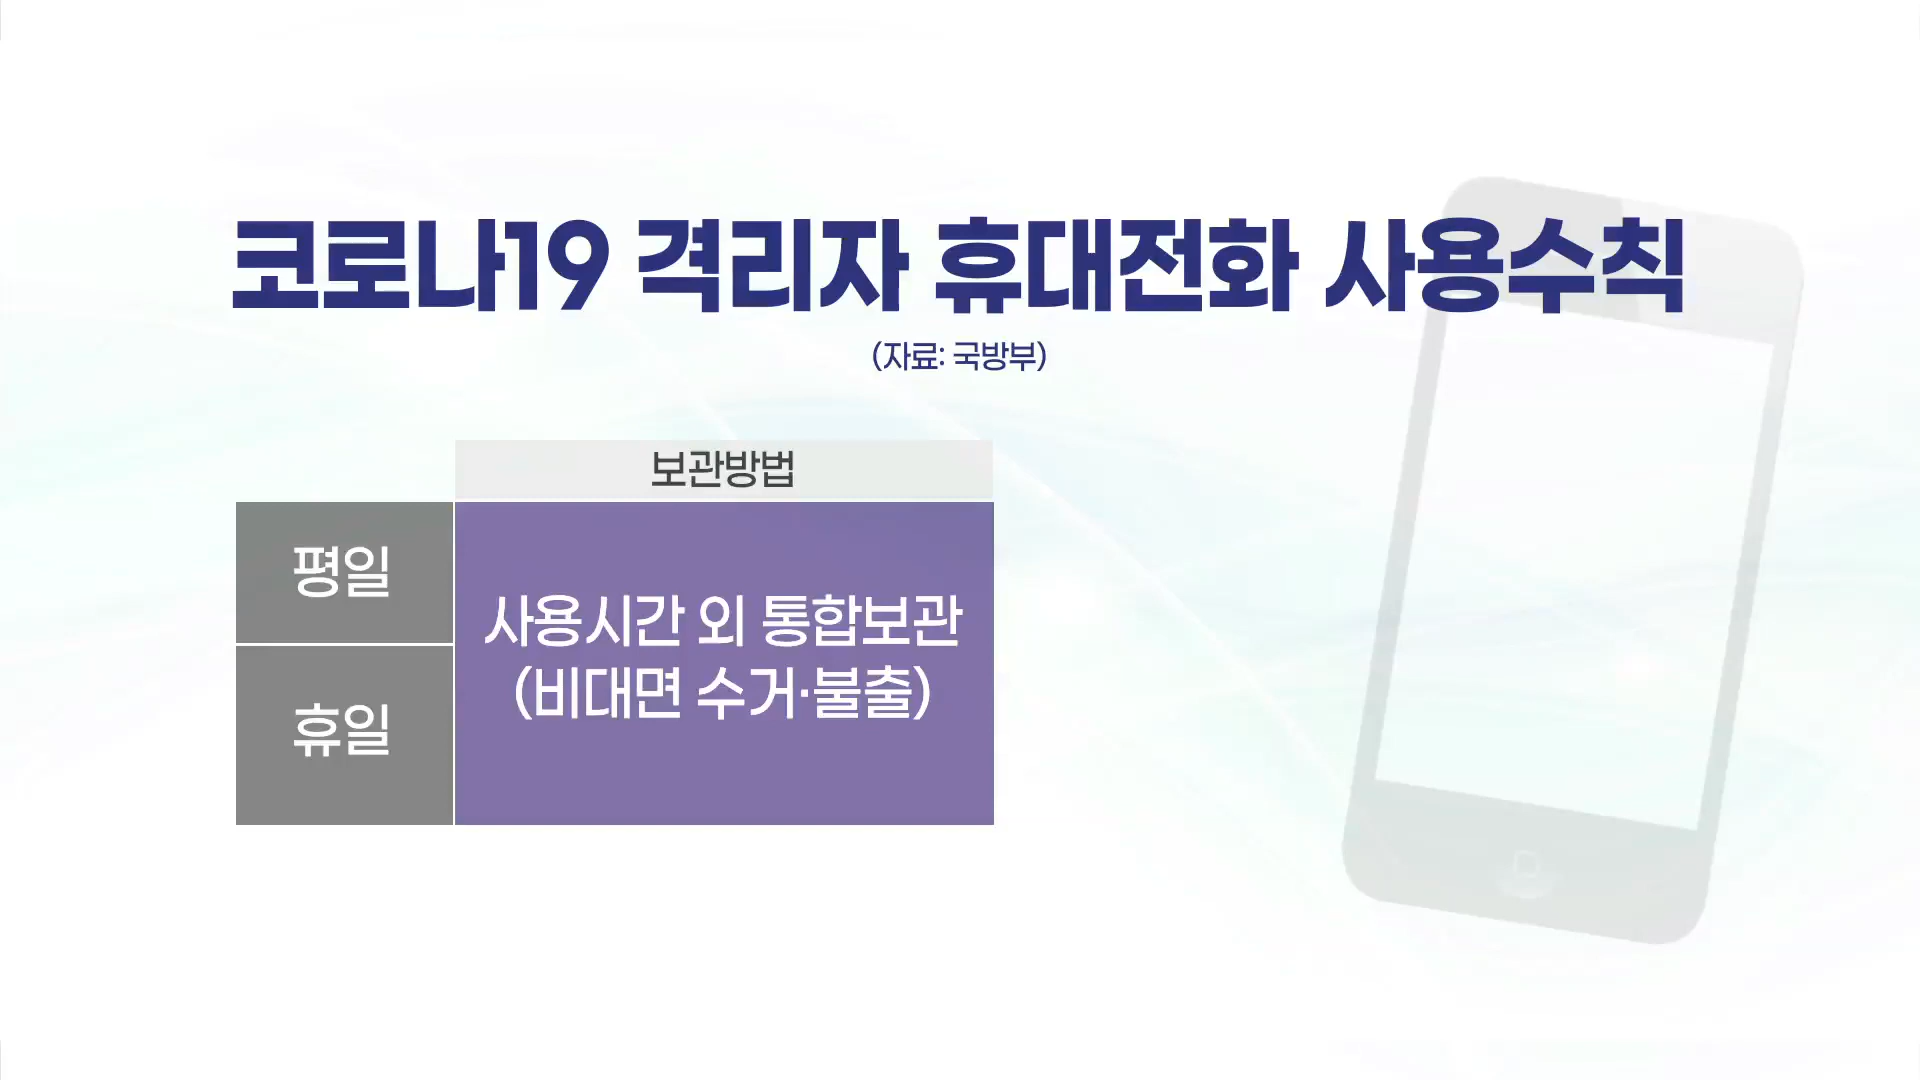 코로나19 격리자 휴대전화 사용수칙
(자료: 국방부)
보관방법
평일
사용시간 외 통합보관
(비대면 수거·불출)
휴일